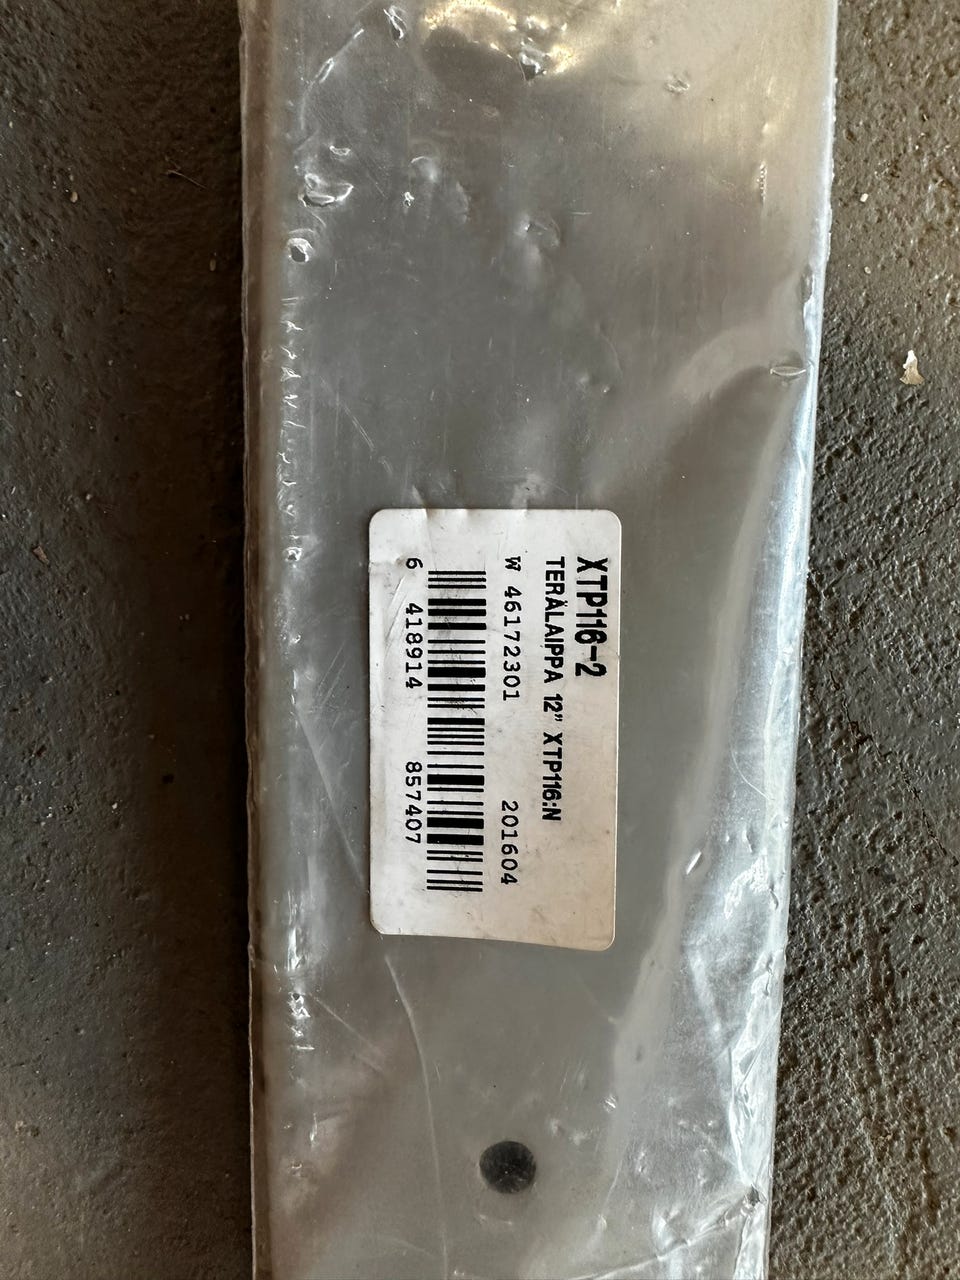 XTP116-2
TERÄLAIPPA 12" XTP116:N
W 46172301 201604
6 418914 857407